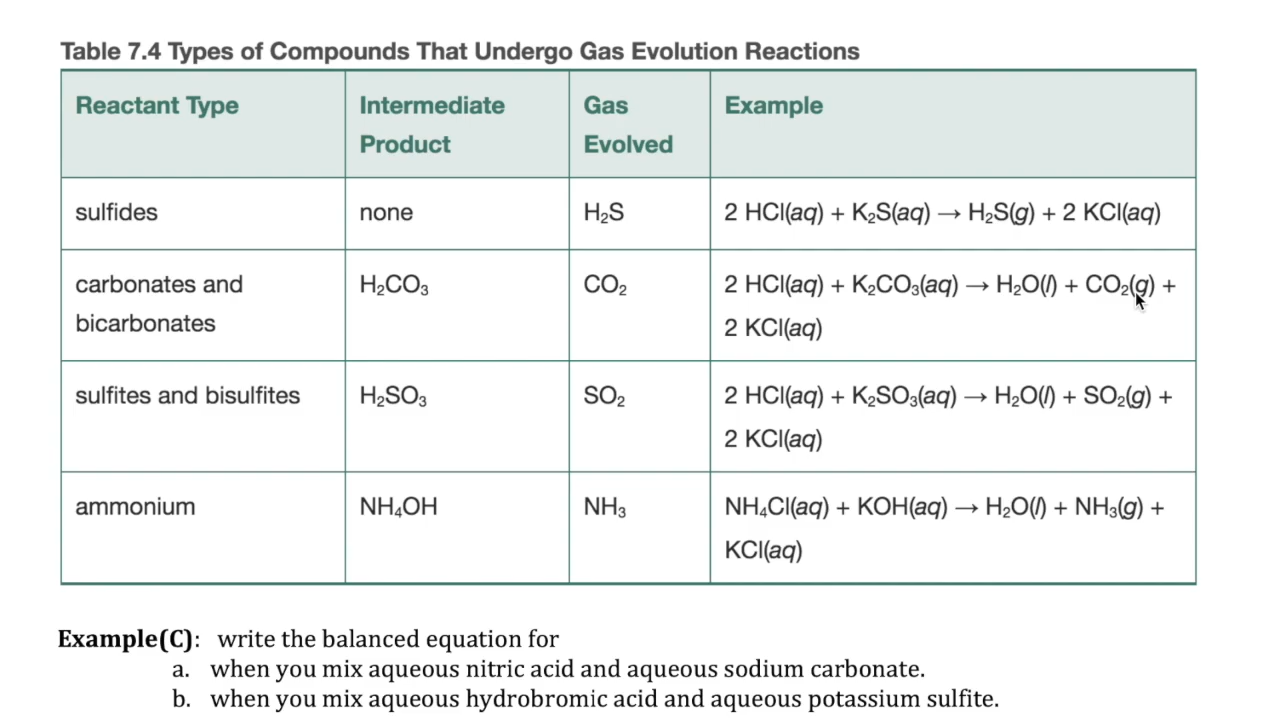 Table 7.4 Types of Compounds That Undergo Gas Evolution Reactions
Reactant Type
Intermediate
Product
Gas
Evolved
Example
sulfides
none
H₂S
2 HCl(aq) + K₂S(aq) → H₂S(g) + 2 KCl(aq)
carbonates and
bicarbonates
H₂CO₃
CO₂
2 HCl(aq) + K₂CO₃(aq) → H₂O(l) + CO₂(g) +
2 KCl(aq)
sulfites and bisulfites
H₂SO₃
SO₂
2 HCl(aq) + K₂SO₃(aq) → H₂O(l) + SO₂(g) +
2 KCl(aq)
ammonium
NH₄OH
NH₃
NH₄Cl(aq) + KOH(aq) → H₂O(l) + NH₃(g) +
KCl(aq)
Example(C): write the balanced equation for
a. when you mix aqueous nitric acid and aqueous sodium carbonate.
b. when you mix aqueous hydrobromic acid and aqueous potassium sulfite.